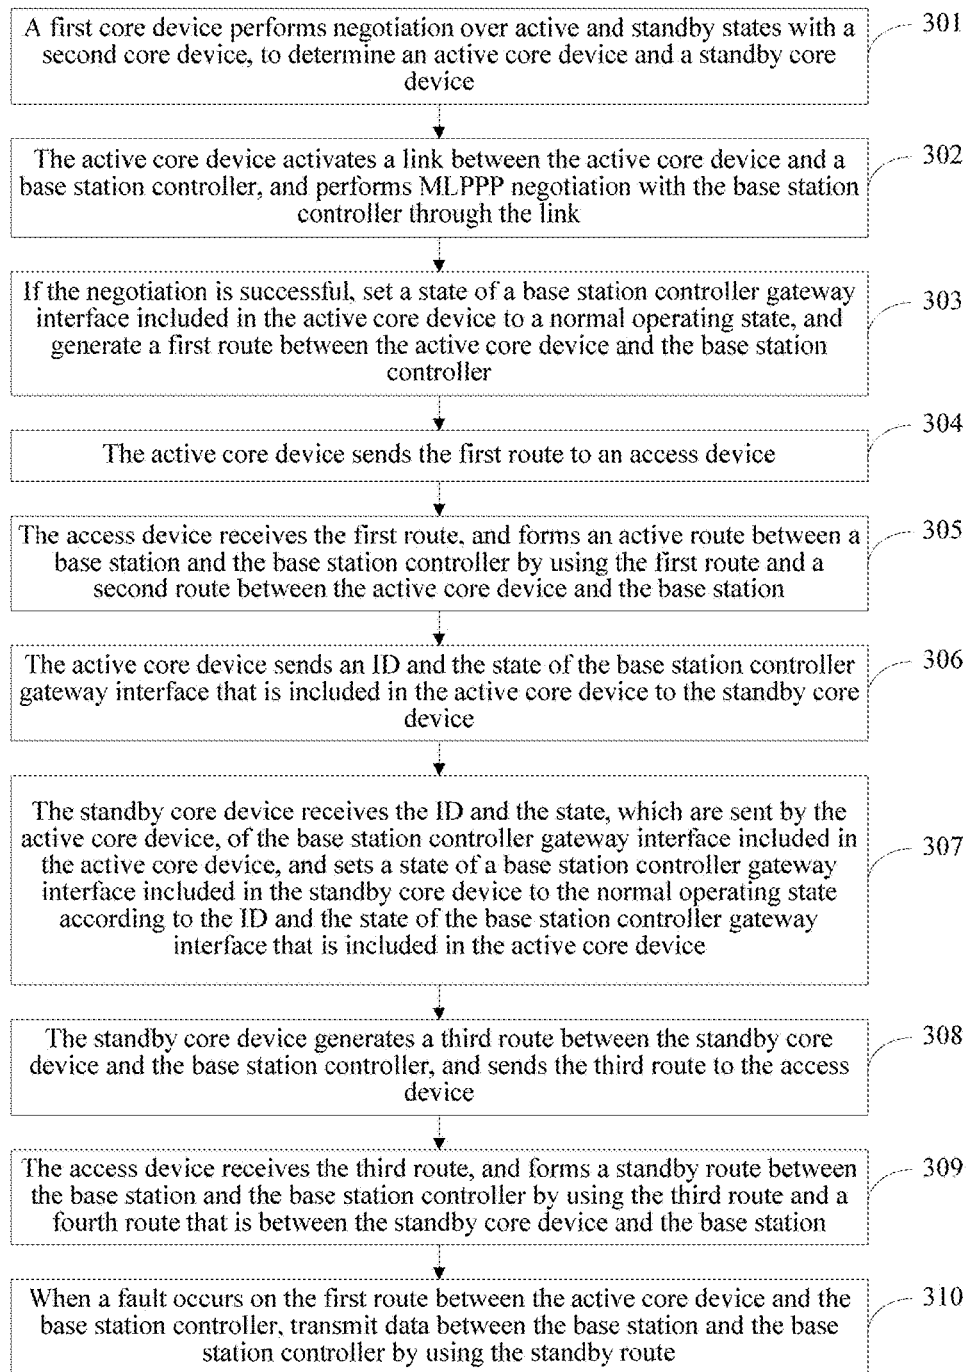 A first core device performs negotiation over active and standby states with a
second core device, to determine an active core device and a standby core
device
301
The active core device activates a link between the active core device and a
base station controller, and performs MLPPP negotiation with the base station
controller through the link
302
If the negotiation is successful, set a state of a base station controller gateway
interface included in the active core device to a normal operating state, and
generate a first route between the active core device and the base station
controller
303
The active core device sends the first route to an access device
304
The access device receives the first route, and forms an active route between a
base station and the base station controller by using the first route and a
second route between the active core device and the base station
305
The active core device sends an ID and the state of the base station controller
gateway interface that is included in the active core device to the standby core
device
306
The standby core device receives the ID and the state, which are sent by the
active core device, of the base station controller gateway interface included in
the active core device, and sets a state of a base station controller gateway
interface included in the standby core device to the normal operating state
according to the ID and the state of the base station controller gateway
interface that is included in the active core device
307
The standby core device generates a third route between the standby core
device and the base station controller, and sends the third route to the access
device
308
The access device receives the third route, and forms a standby route between
the base station and the base station controller by using the third route and a
fourth route that is between the standby core device and the base station
309
When a fault occurs on the first route between the active core device and the
base station controller, transmit data between the base station and the base
station controller by using the standby route
310